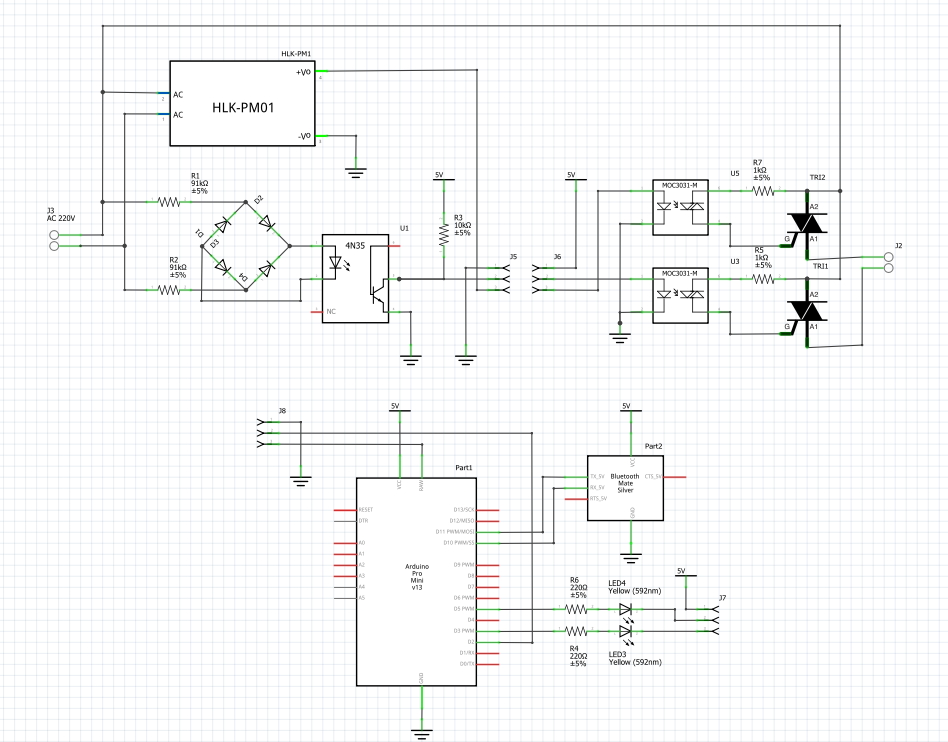 HLK-PM1
+Vo
AC
HLK-PM01
AC
-Vo
R1
91kΩ
±5%
D2
D1
D3
D4
J3
AC 220V
R2
91kΩ
±5%
5V
R3
10kΩ
±5%
U1
4N35
NC
J5
J6
5V
U5
MOC3031-M
R7
1kΩ
±5%
TRI2
A2
G
A1
J2
U3
MOC3031-M
R5
1kΩ
±5%
TRI1
A2
G
A1
J8
5V
Part1
VCC
RAW
RESET
DTR
A0
A1
A2
A3
A4
A5
Arduino
Pro
Mini
v13
D13/SCK
D12/MISO
D11 PWM/MOSI
D10 PWM/SS
D9 PWM
D8
D7
D6 PWM
D5 PWM
D4
D3 PWM
D2
D1/RX
D0/TX
GND
5V
Part2
VCC
TX_5V
RX_5V
RTS_5V
Bluetooth
Mate
Silver
CTS_5V
GND
R6
220Ω
±5%
LED4
Yellow (592nm)
5V
J7
R4
220Ω
±5%
LED3
Yellow (592nm)